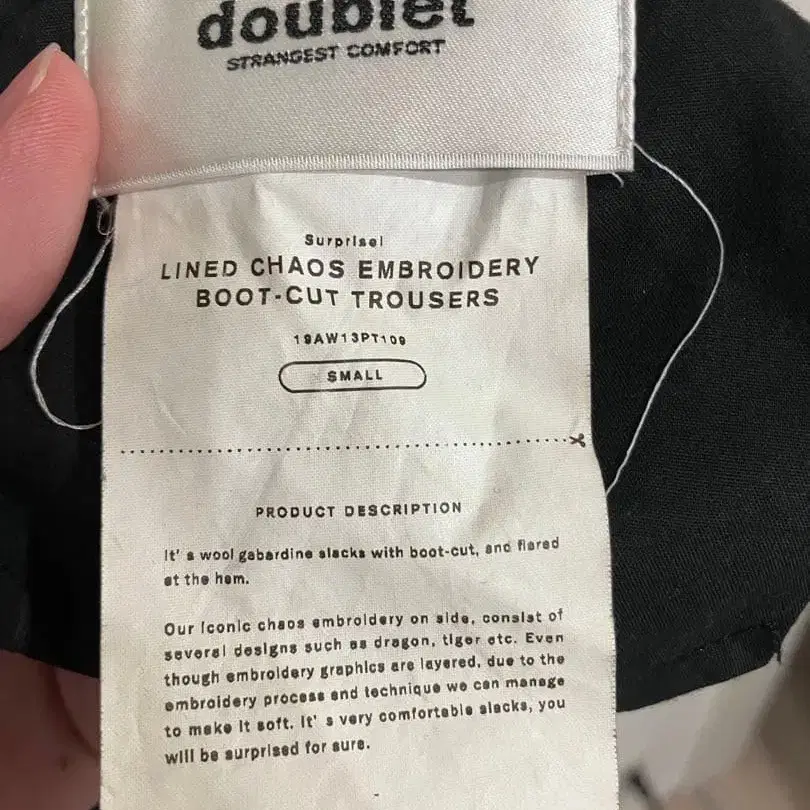 doublet
STRANGEST COMFORT
Surprise!
LINED CHAOS EMBROIDERY
BOOT-CUT TROUSERS
19AW13PT109
SMALL
PRODUCT DESCRIPTION
It's wool gabardine slacks with boot-cut, and flared
at the hem.
Our iconic chaos embroidery on side, consist of
several designs such as dragon, tiger etc. Even
though embroidery graphics are layered, due to the
embroidery process and technique we can manage
to make it soft. It's very comfortable slacks, you
will be surprised for sure.